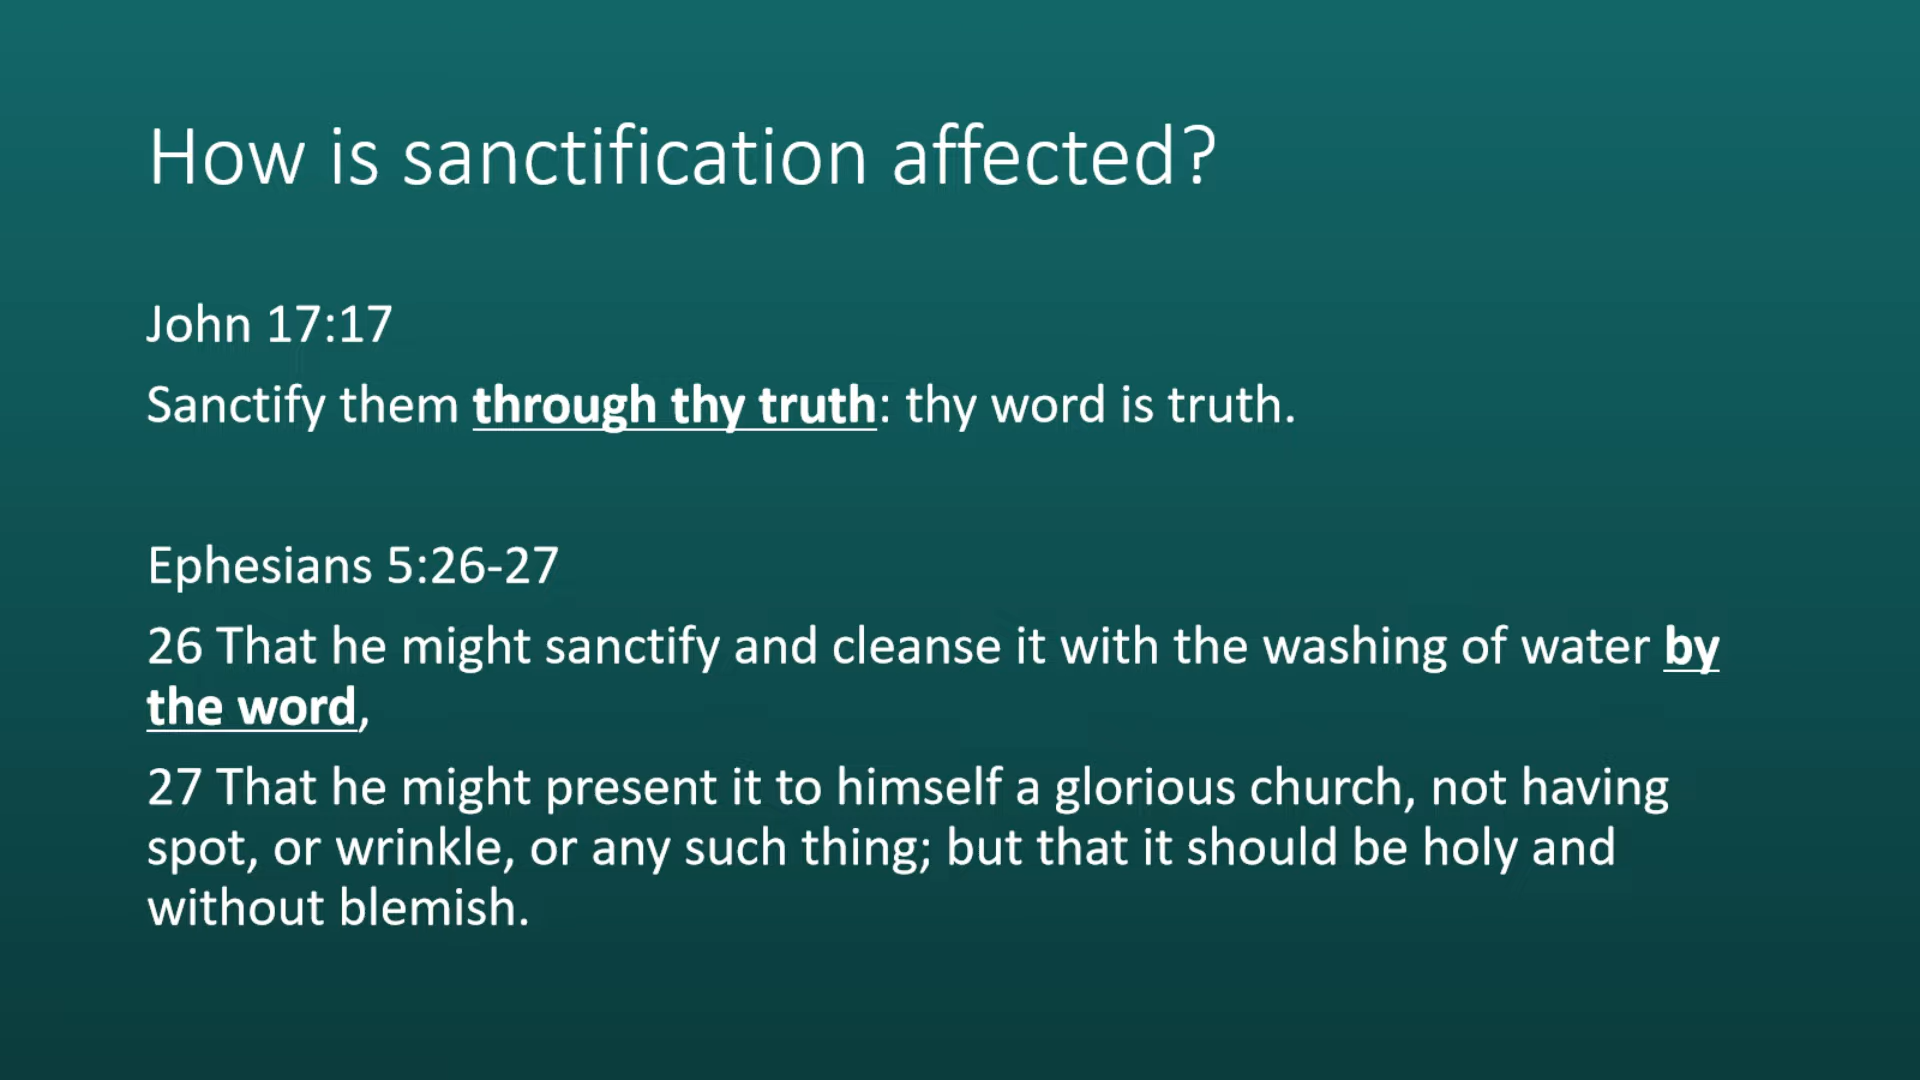 How is sanctification affected?
John 17:17
Sanctify them through thy truth: thy word is truth.
Ephesians 5:26-27
26 That he might sanctify and cleanse it with the washing of water by
the word,
27 That he might present it to himself a glorious church, not having
spot, or wrinkle, or any such thing; but that it should be holy and
without blemish.